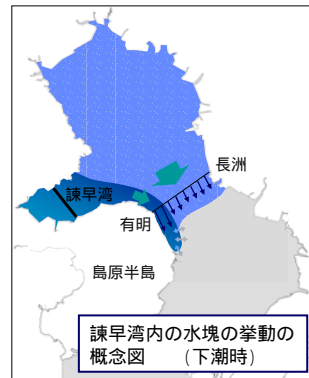 長洲
諫早湾
有明
島原半島
諫早湾内の水塊の挙動の
概念図　　(下潮時)